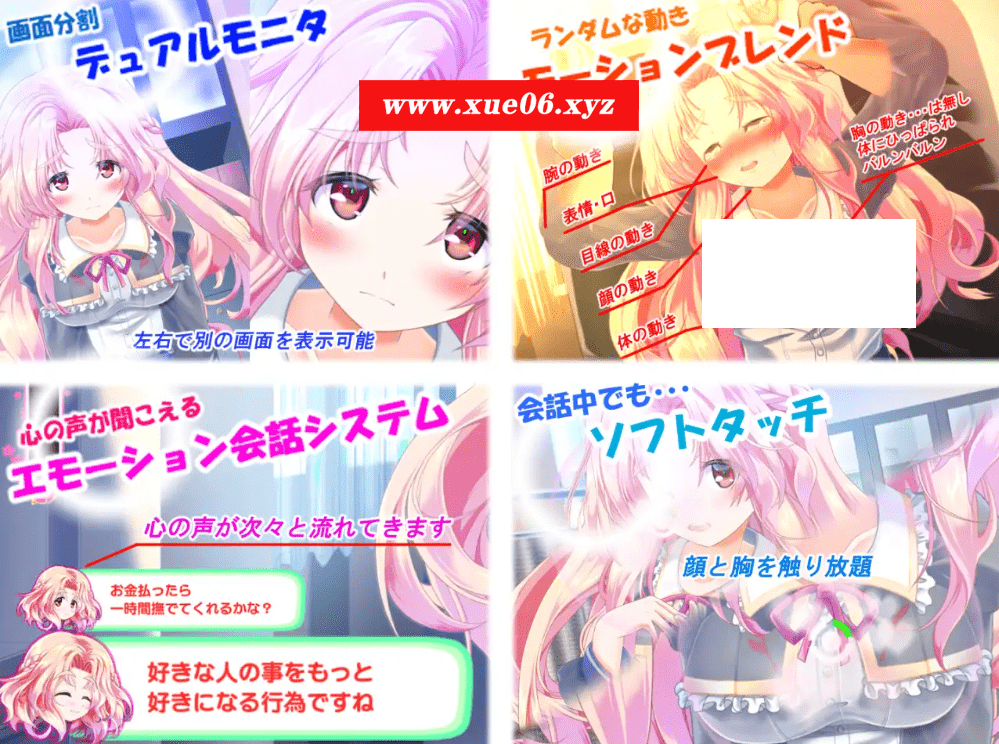 画面分割
デュアルモニタ
左右で別の画面を表示可能
www.xue06.xyz
ランダムな動き
モーションブレンド
腕の動き
表情・口
目線の動き
顔の動き
体の動き
胸の動き・・・は無し
体にひっぱられ
バルンバルン
心の声が聞こえる
エモーション会話システム
心の声が次々と流れてきます
お金払ったら
一時間撫でてくれるかな？
好きな人の事をもっと
好きになる行為ですね
会話中でも・・・
ソフトタッチ
顔と胸を触り放題